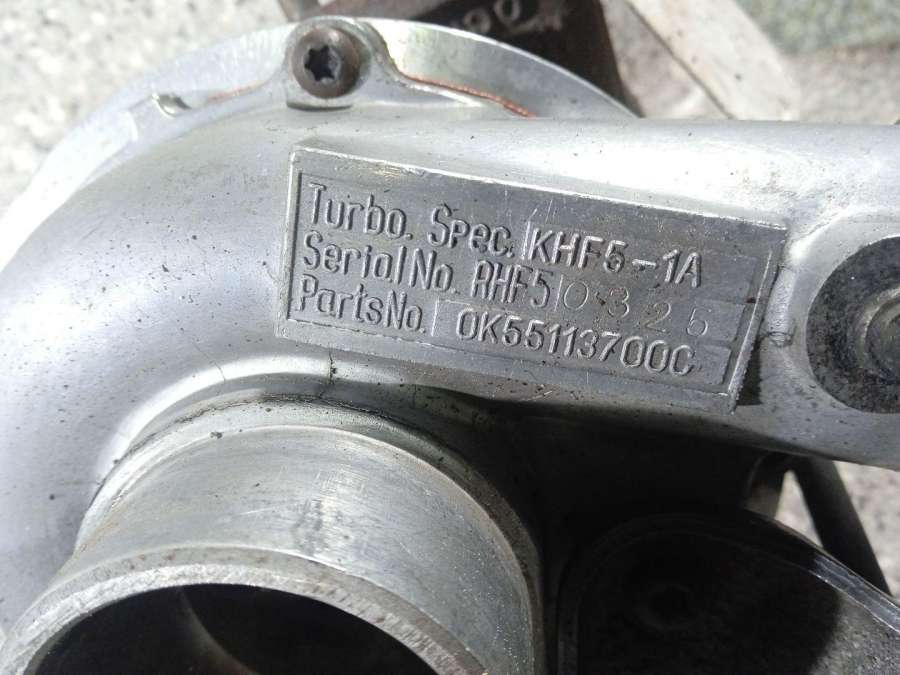 Turbo. Spec. KHF5-1A
Serial No. RHF5 0325
Parts No. 0K55113700C